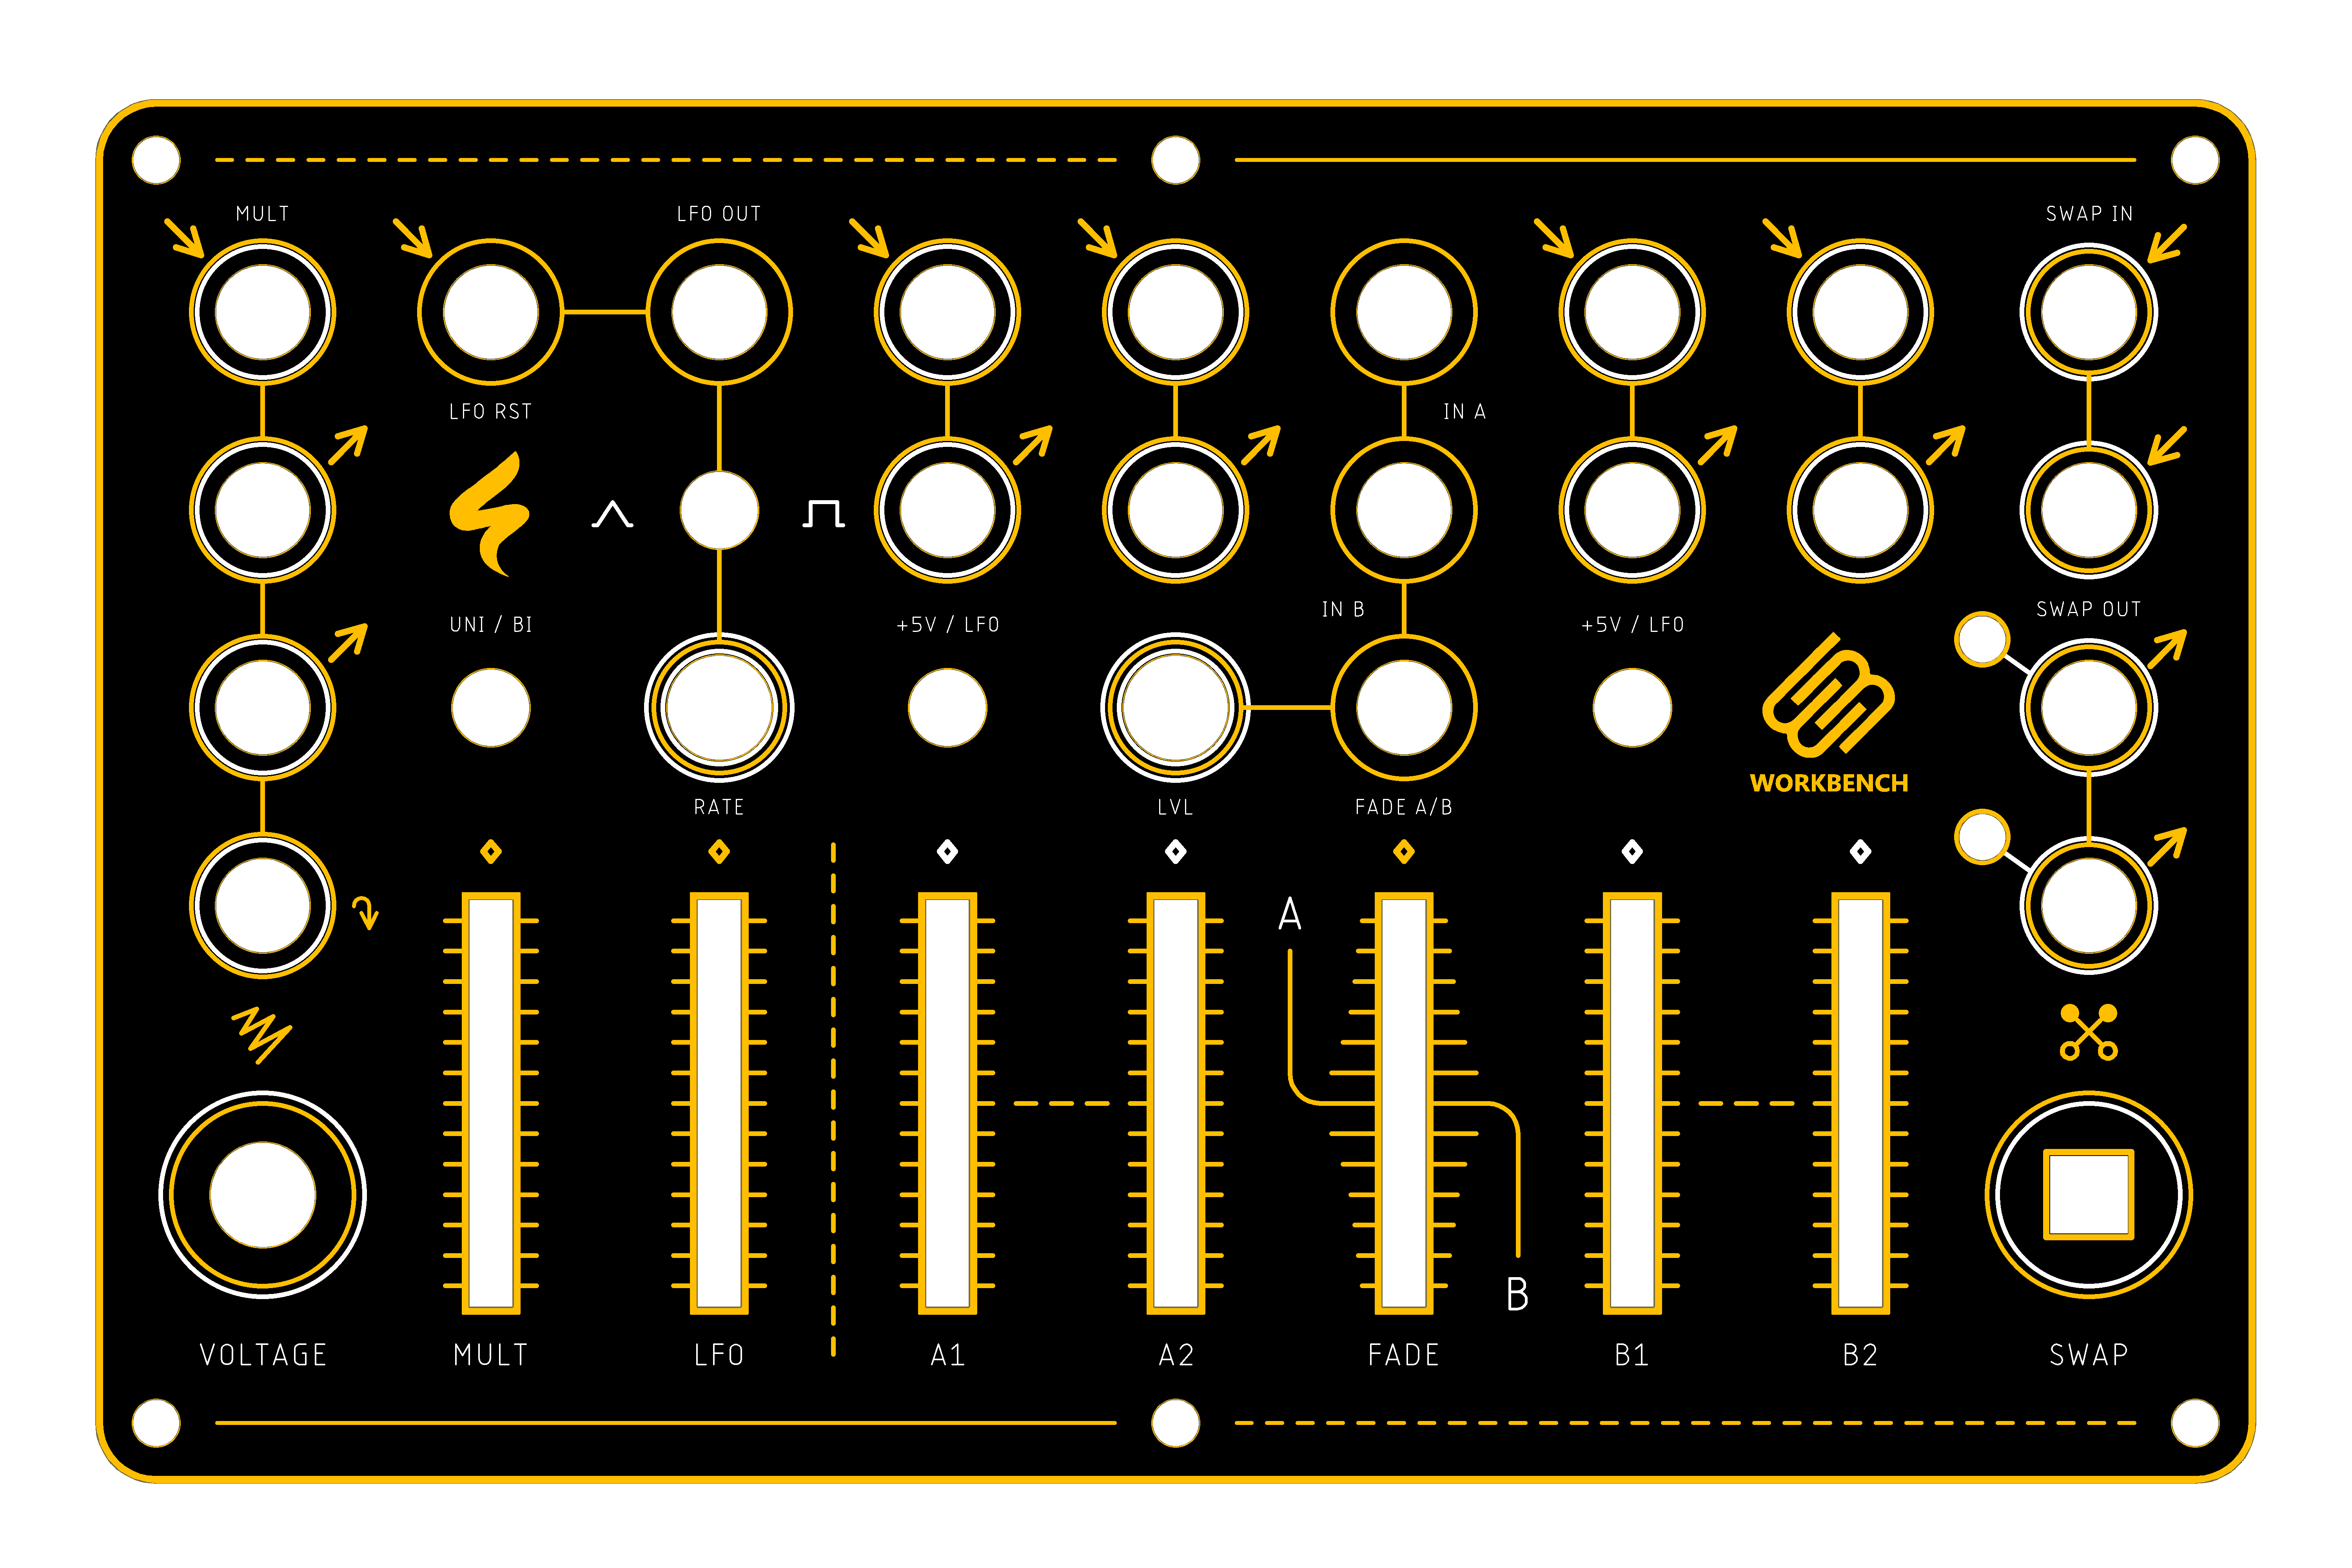 MULT
LFO OUT
SWAP IN
LFO RST
IN A
UNI / BI
+5V / LFO
IN B
+5V / LFO
SWAP OUT
WORKBENCH
RATE
LVL
FADE A/B
A
B
VOLTAGE
MULT
LFO
A1
A2
FADE
B1
B2
SWAP